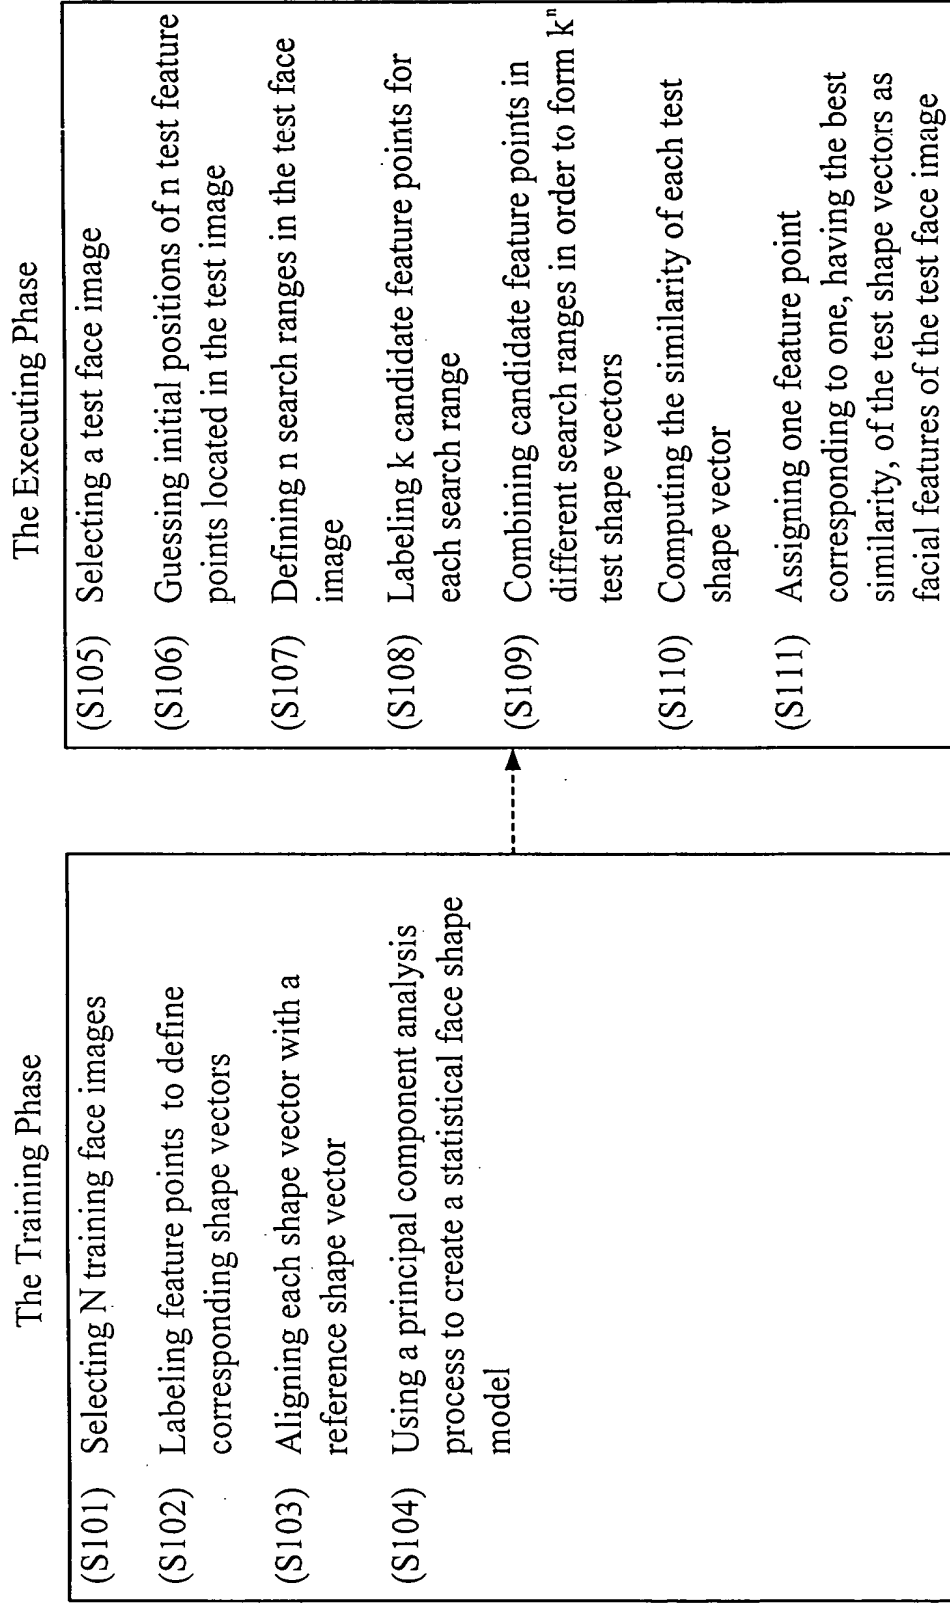 The Training Phase
(S101) Selecting N training face images
(S102) Labeling feature points to define
corresponding shape vectors
(S103) Aligning each shape vector with a
reference shape vector
(S104) Using a principal component analysis
process to create a statistical face shape
model
The Executing Phase
(S105) Selecting a test face image
(S106) Guessing initial positions of n test feature
points located in the test image
(S107) Defining n search ranges in the test face
image
(S108) Labeling k candidate feature points for
each search range
(S109) Combining candidate feature points in
different search ranges in order to form kⁿ
test shape vectors
(S110) Computing the similarity of each test
shape vector
(S111) Assigning one feature point
corresponding to one, having the best
similarity, of the test shape vectors as
facial features of the test face image